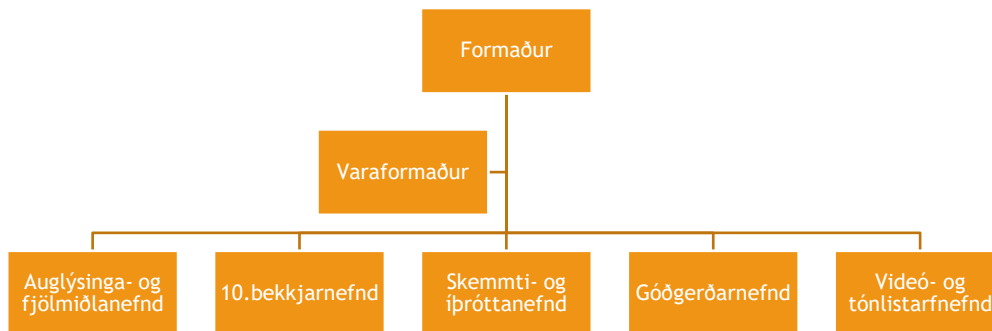 Formaður
Varaformaður
Auglýsinga- og
fjölmiðlanefnd
10.bekkjarnefnd
Skemmti- og
íþróttanefnd
Góðgerðarnefnd
Videó- og
tónlistarfnefnd